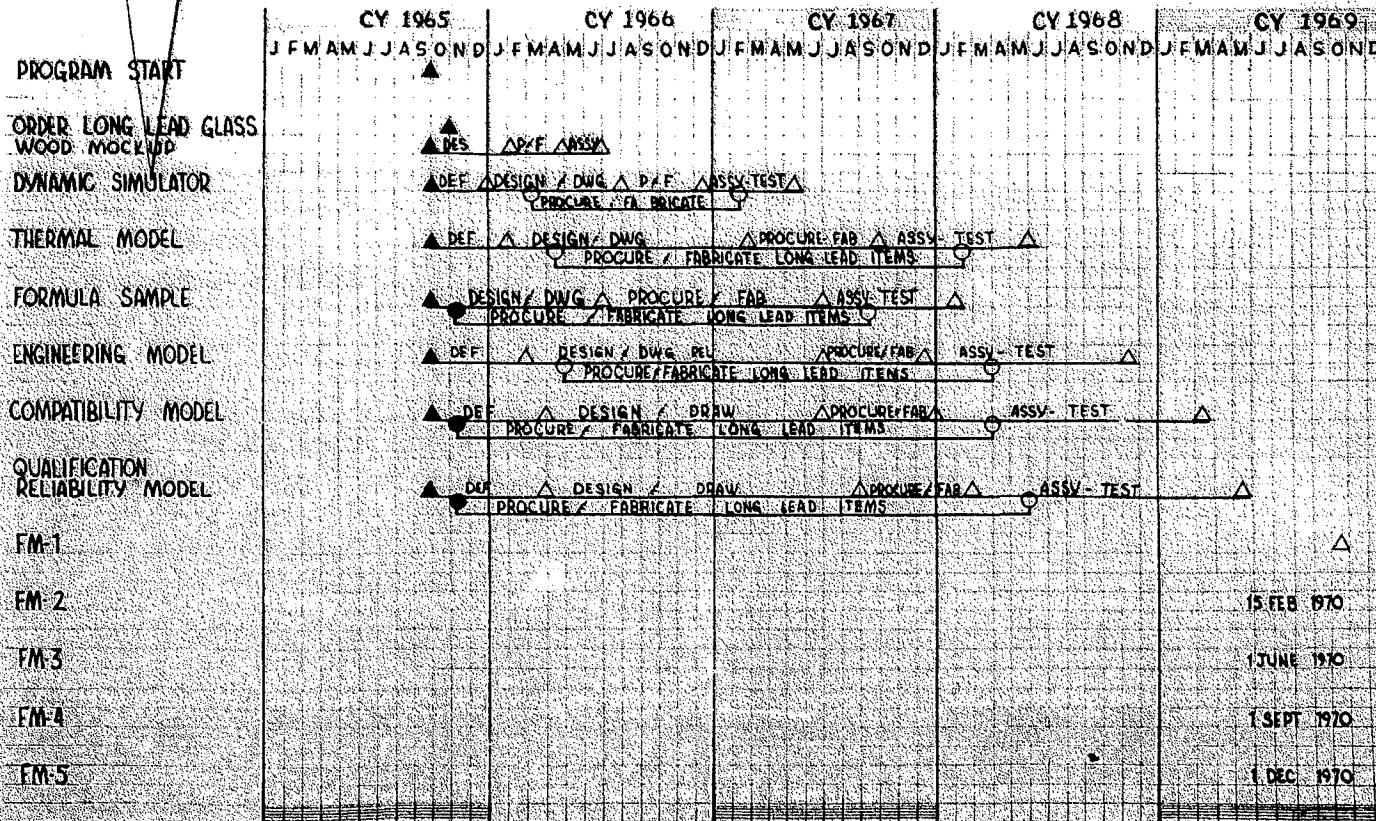 CY 1965 CY 1966 CY 1967 CY 1968 CY 1969
J F M A M J J A S O N D J F M A M J J A S O N D J F M A M J J A S O N D J F M A M J J A S O N D J F M A M J J A S O N D
PROGRAM START
ORDER LONG LEAD GLASS
WOOD MOCKUP DES P/F ASSY
DYNAMIC SIMULATOR DEF DESIGN / DWG P/F ASSY-TEST
PROCURE / FABRICATE
THERMAL MODEL DEF DESIGN / DWG PROCURE-FAB ASSY-TEST
PROCURE / FABRICATE LONG LEAD ITEMS
FORMULA SAMPLE DESIGN / DWG PROCURE / FAB ASSY TEST
PROCURE / FABRICATE LONG LEAD ITEMS
ENGINEERING MODEL DEF DESIGN / DWG REL PROCURE/FAB ASSY-TEST
PROCURE/FABRICATE LONG LEAD ITEMS
COMPATIBILITY MODEL DEF DESIGN / DRAW PROCURE/FAB ASSY-TEST
PROCURE / FABRICATE LONG LEAD ITEMS
QUALIFICATION
RELIABILITY MODEL DEF DESIGN / DRAW PROCURE/FAB ASSY-TEST
PROCURE / FABRICATE LONG LEAD ITEMS
FM-1
FM-2 15 FEB 1970
FM-3 1 JUNE 1970
FM-4 1 SEPT 1970
FM-5 1 DEC 1970